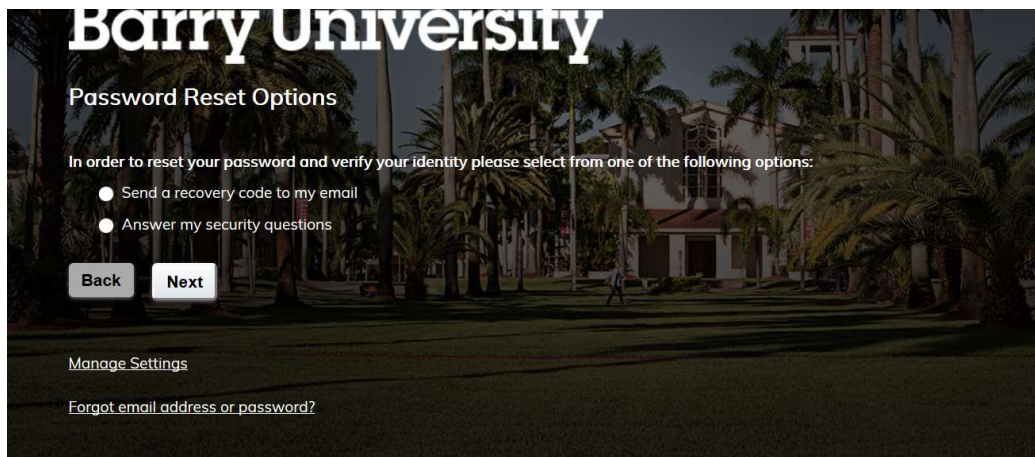 Barry University
Password Reset Options
In order to reset your password and verify your identity please select from one of the following options:
Send a recovery code to my email
Answer my security questions
Back Next
Manage Settings
Forgot email address or password?